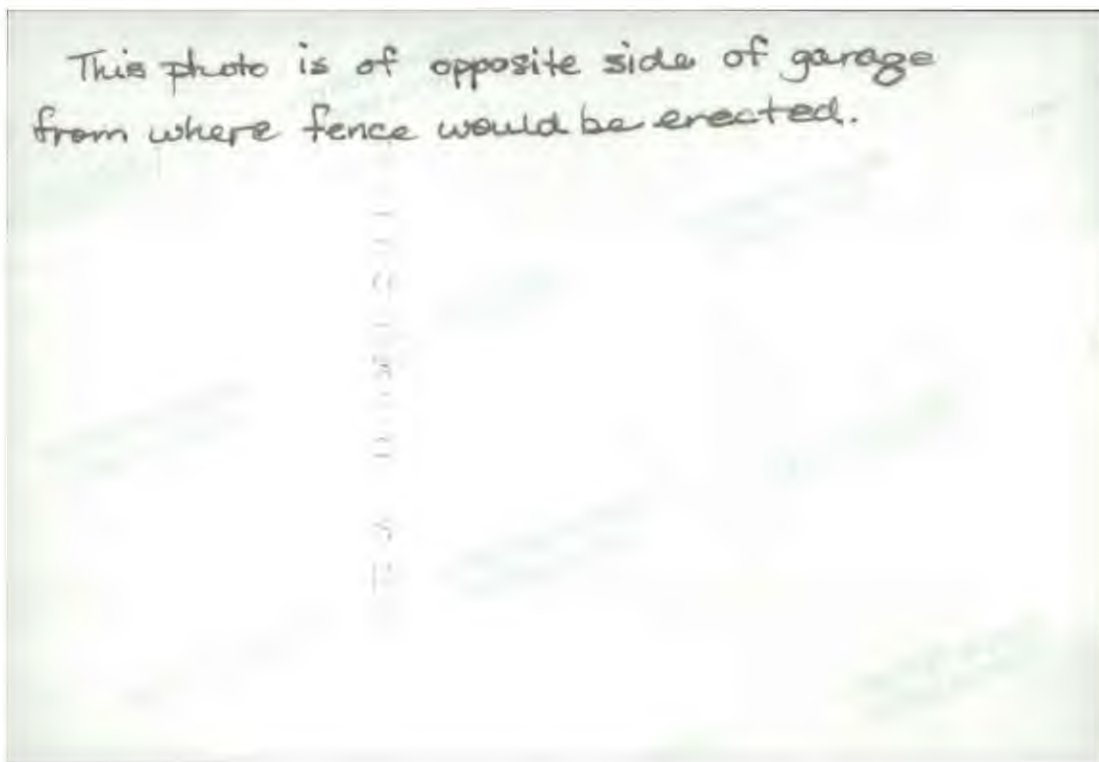 This photo is of opposite side of garage
from where fence would be erected.